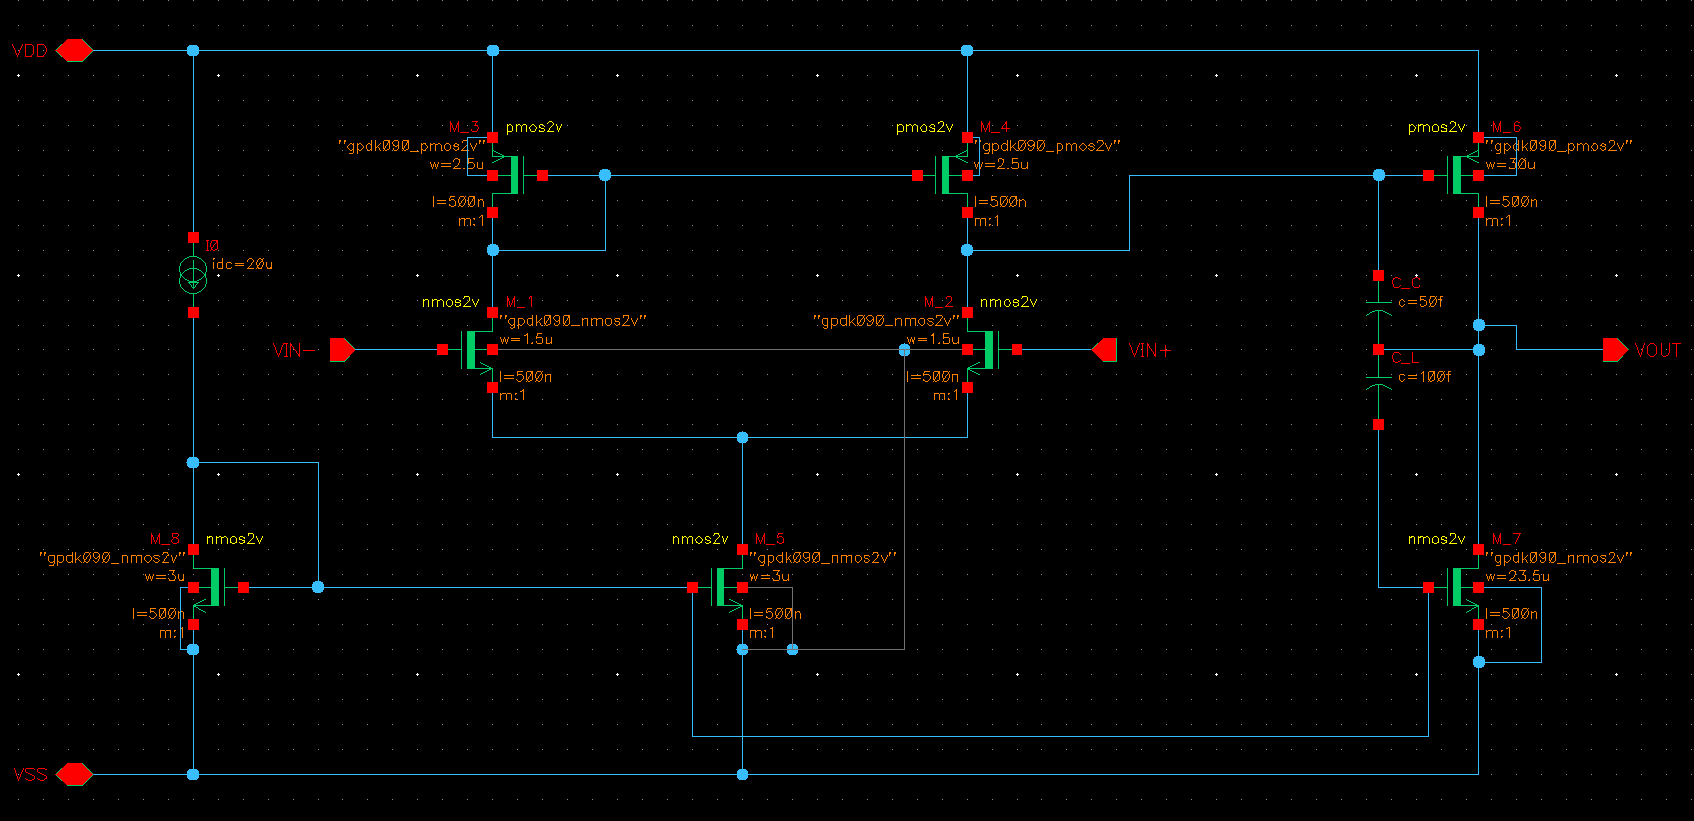 VDD
M_3
pmos2v
"gpdk090_pmos2v"
w=2.5u
l=500n
m:1
pmos2v
M_4
"gpdk090_pmos2v"
w=2.5u
l=500n
m:1
pmos2v
M_6
"gpdk090_pmos2v"
w=30u
l=500n
m:1
I0
idc=20u
nmos2v
M_1
"gpdk090_nmos2v"
w=1.5u
l=500n
m:1
VIN-
M_2
nmos2v
"gpdk090_nmos2v"
w=1.5u
l=500n
m:1
VIN+
C_C
c=50f
C_L
c=100f
VOUT
M_8
nmos2v
"gpdk090_nmos2v"
w=3u
l=500n
m:1
nmos2v
M_5
"gpdk090_nmos2v"
w=3u
l=500n
m:1
nmos2v
M_7
"gpdk090_nmos2v"
w=23.5u
l=500n
m:1
VSS